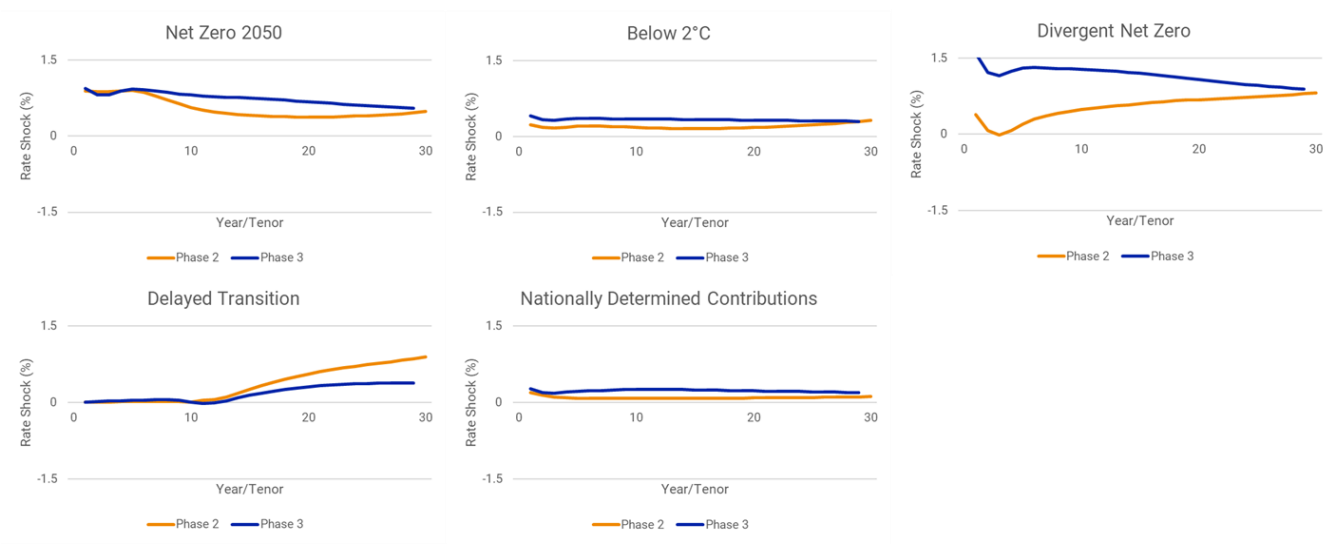 Net Zero 2050
1.5
0
-1.5
0
10
20
30
Rate Shock (%)
Year/Tenor
Phase 2
Phase 3
Below 2°C
1.5
0
-1.5
0
10
20
30
Rate Shock (%)
Year/Tenor
Phase 2
Phase 3
Divergent Net Zero
1.5
0
-1.5
0
10
20
30
Rate Shock (%)
Year/Tenor
Phase 2
Phase 3
Delayed Transition
1.5
0
-1.5
0
10
20
30
Rate Shock (%)
Year/Tenor
Phase 2
Phase 3
Nationally Determined Contributions
1.5
0
-1.5
0
10
20
30
Rate Shock (%)
Year/Tenor
Phase 2
Phase 3